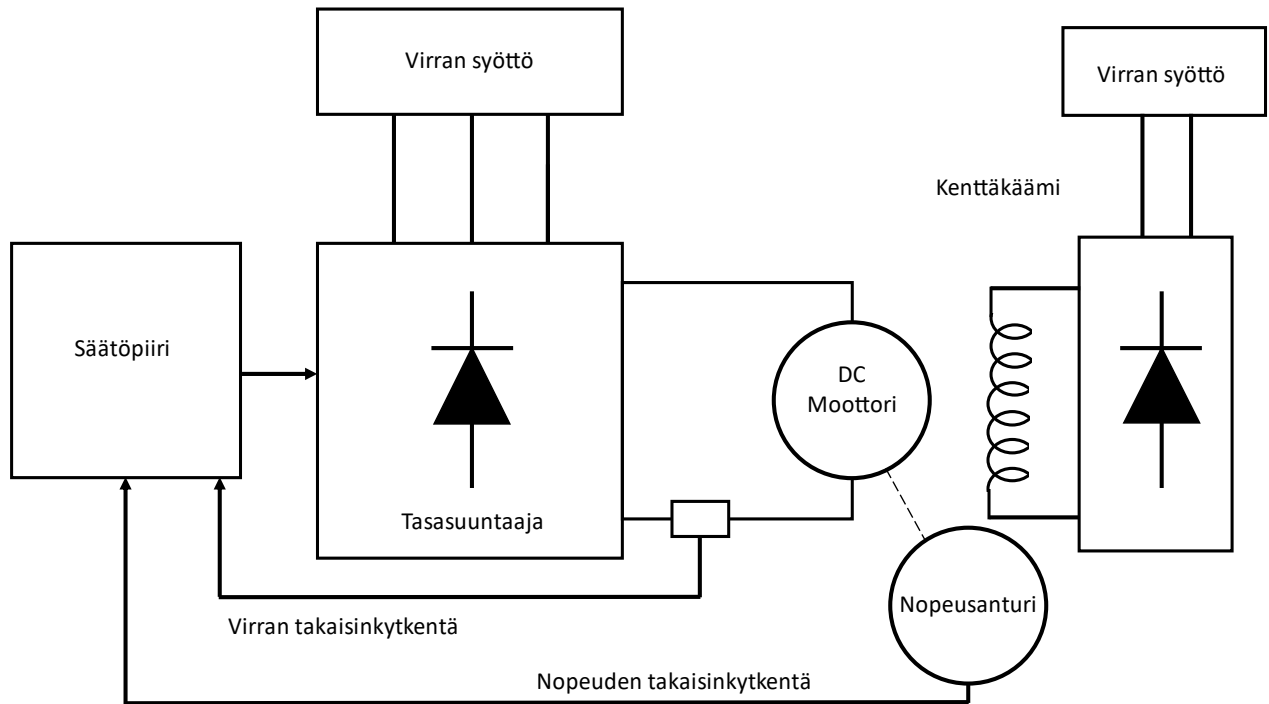 Virran syöttö
Virran syöttö
Kenttäkäämi
Säätöpiiri
DC
Moottori
Tasasuuntaaja
Nopeusanturi
Virran takaisinkytkentä
Nopeuden takaisinkytkentä